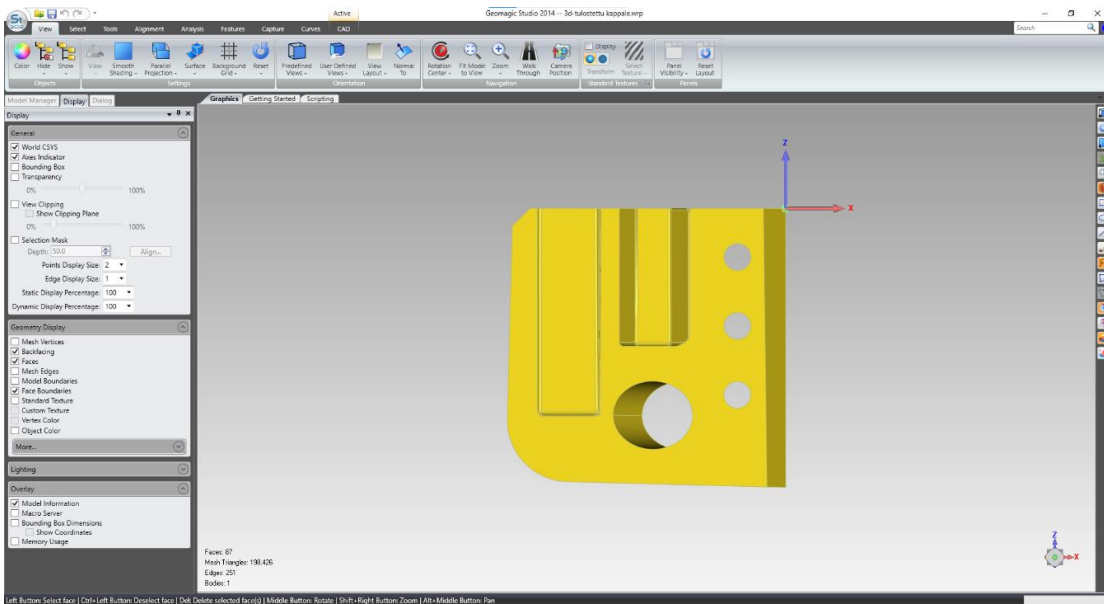 Active
Geomagic Studio 2014 -- 3d-tulostettu kappale.wrp
View Select Tools Alignment Analysis Features Capture Curves CAD
Search
Color Hide Show View Smooth Shading Parallel Projection Surface Background Grid Reset Predefined Views User Defined Views View Layout Normal To Rotation Center Fit Model to View Zoom Walk Through Camera Position Display Transform Select Texture Panel Visibility Reset Layout
Objects Settings Orientation Navigation Standard Textures Panels
Model Manager Display Dialog
Graphics Getting Started Scripting
Display
General
World CSYS
Axes Indicator
Bounding Box
Transparency
0% 100%
View Clipping
Show Clipping Plane
0% 100%
Selection Mask
Depth: 50.0 Align...
Points Display Size: 2
Edge Display Size: 1
Static Display Percentage: 100
Dynamic Display Percentage: 100
Geometry Display
Mesh Vertices
Backfacing
Faces
Mesh Edges
Model Boundaries
Face Boundaries
Standard Texture
Custom Texture
Vertex Color
Object Color
More...
Lighting
Overlay
Model Information
Macro Server
Bounding Box Dimensions
Show Coordinates
Memory Usage
Z
X
Faces: 87
Mesh Triangles: 198,426
Edges: 251
Bodies: 1
Z
X
Left Button: Select face | Ctrl+Left Button: Deselect face | Del: Delete selected face(s) | Middle Button: Rotate | Shift+Right Button: Zoom | Alt+Middle Button: Pan